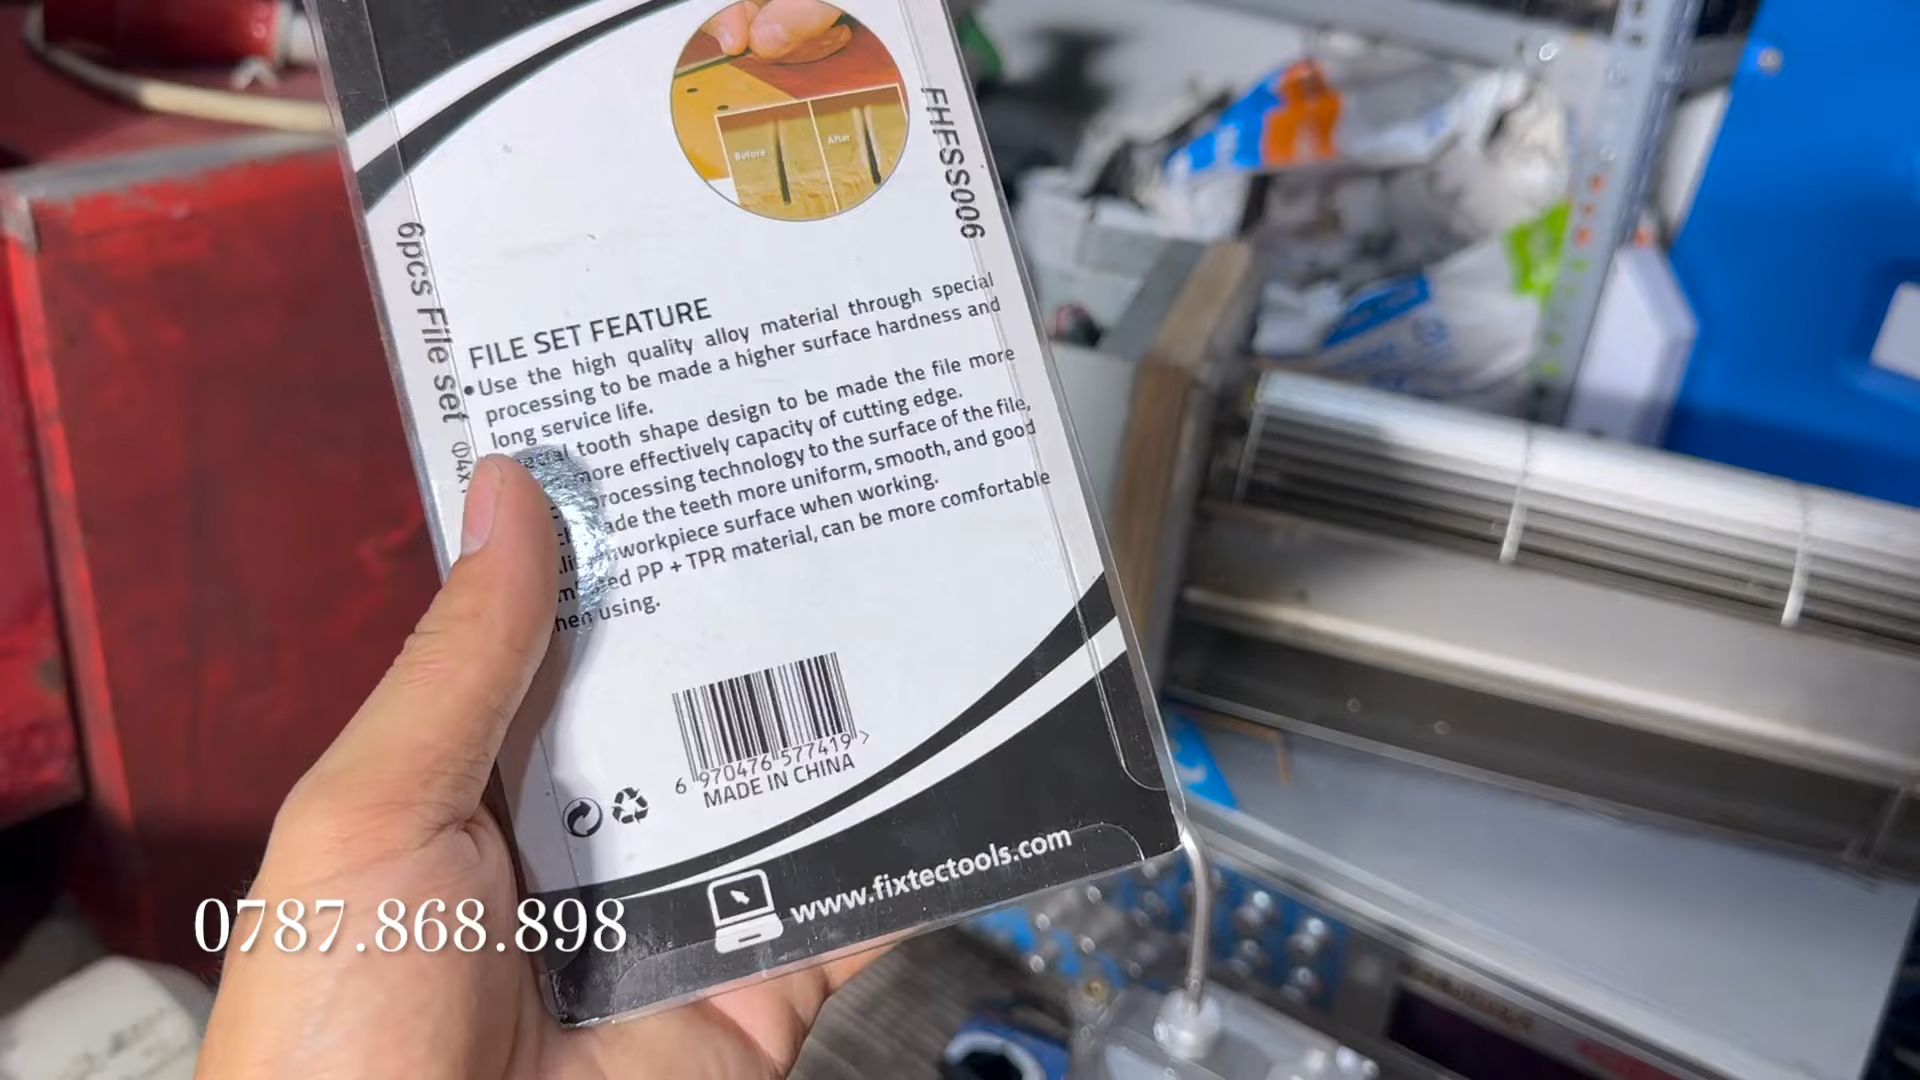 Before
After
FHFSS006
6pcs File set
FILE SET FEATURE
•Use the high quality alloy material through special
processing to be made a higher surface hardness and
long service life.
tooth shape design to be made the file more
more effectively capacity of cutting edge.
processing technology to the surface of the file,
the teeth more uniform, smooth, and good
workpiece surface when working.
PP + TPR material, can be more comfortable
using.
6 970476 577419 >
MADE IN CHINA
www.fixtectools.com
0787.868.898